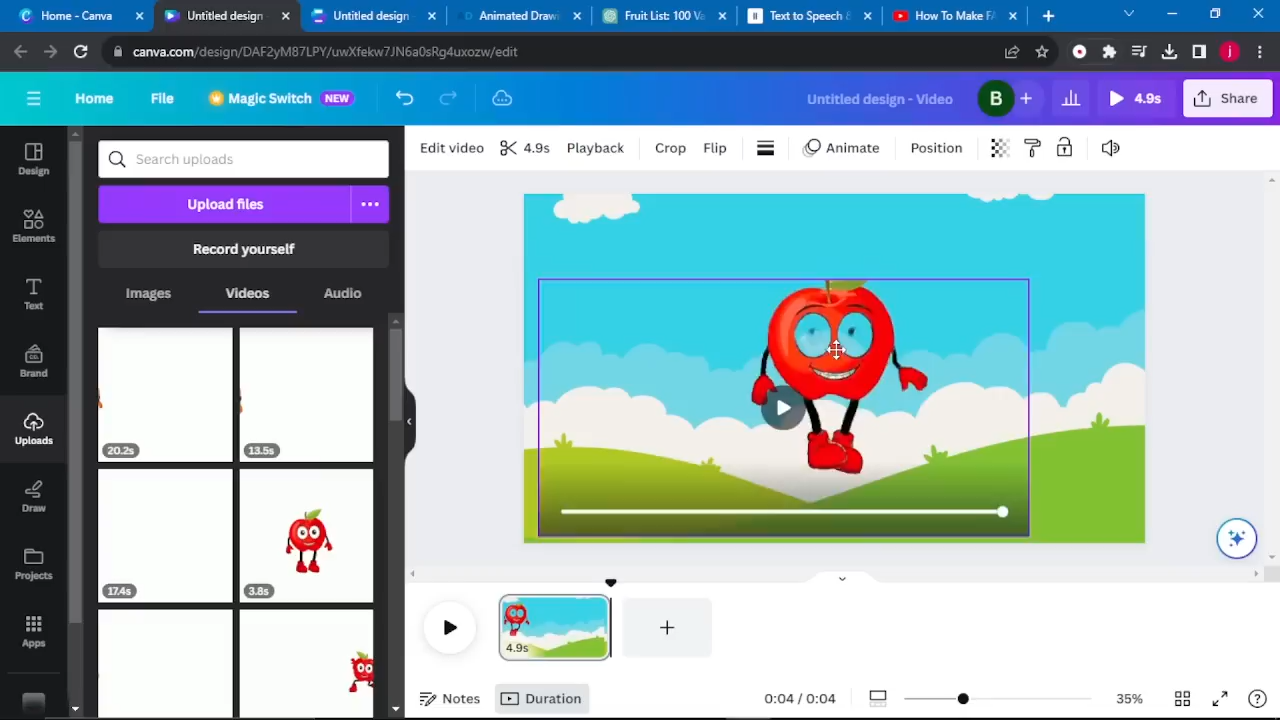 Home - Canva
Untitled design -
Untitled design -
Animated Draw
Fruit List: 100 Va
Text to Speech &
How To Make FA
canva.com/design/DAF2yM87LPY/uwXfekw7JN6a0sRg4uxozw/edit
j
Home
File
Magic Switch
NEW
Untitled design - Video
B
4.9s
Share
Design
Elements
Text
Brand
Uploads
Draw
Projects
Apps
Search uploads
Upload files
Record yourself
Images
Videos
Audio
20.2s
13.5s
17.4s
3.8s
Edit video
4.9s
Playback
Crop
Flip
Animate
Position
4.9s
Notes
Duration
0:04 / 0:04
35%